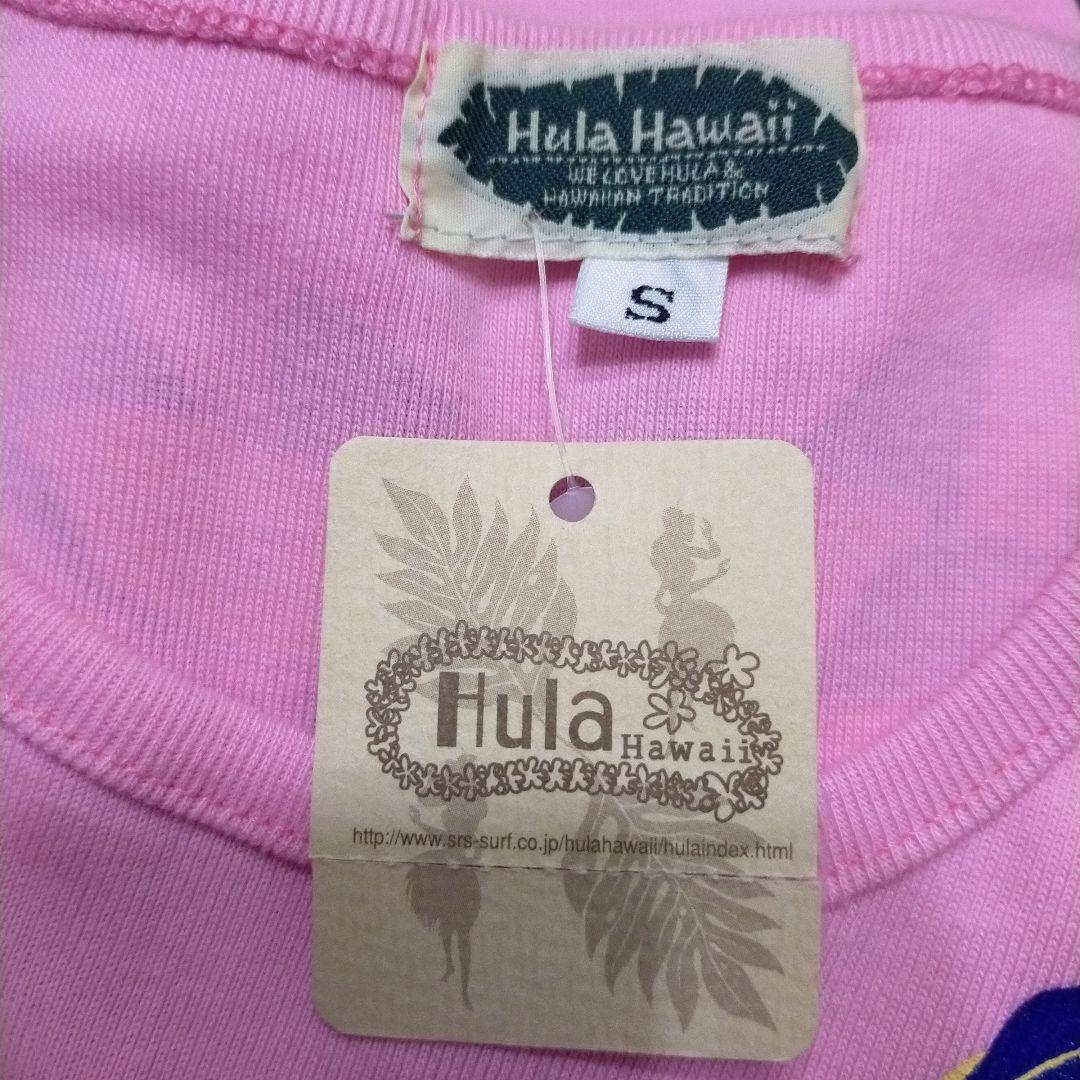 Hula Hawaii
WE LOVE HULA &
HAWAIIAN TRADITION
S
Hula Hawaii
http://www.srs-surf.co.jp/hulahawaii/hulaindex.html